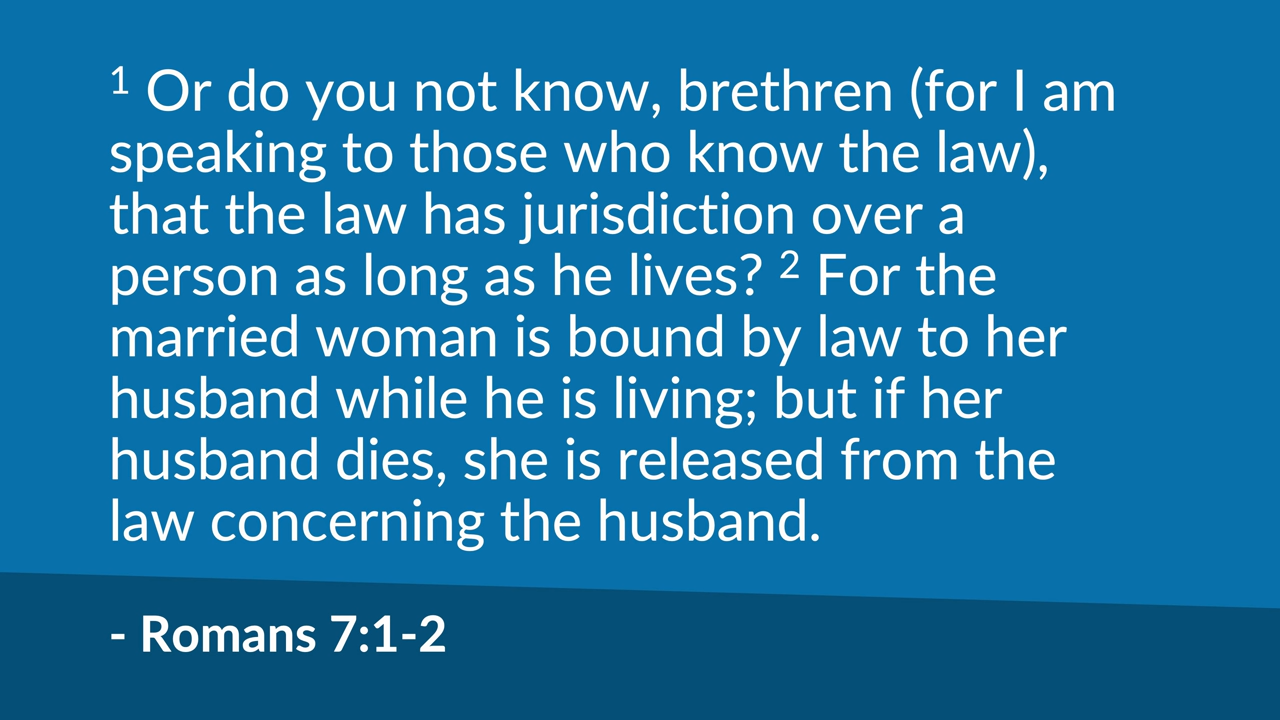 ¹ Or do you not know, brethren (for I am
speaking to those who know the law),
that the law has jurisdiction over a
person as long as he lives? ² For the
married woman is bound by law to her
husband while he is living; but if her
husband dies, she is released from the
law concerning the husband.
- Romans 7:1-2